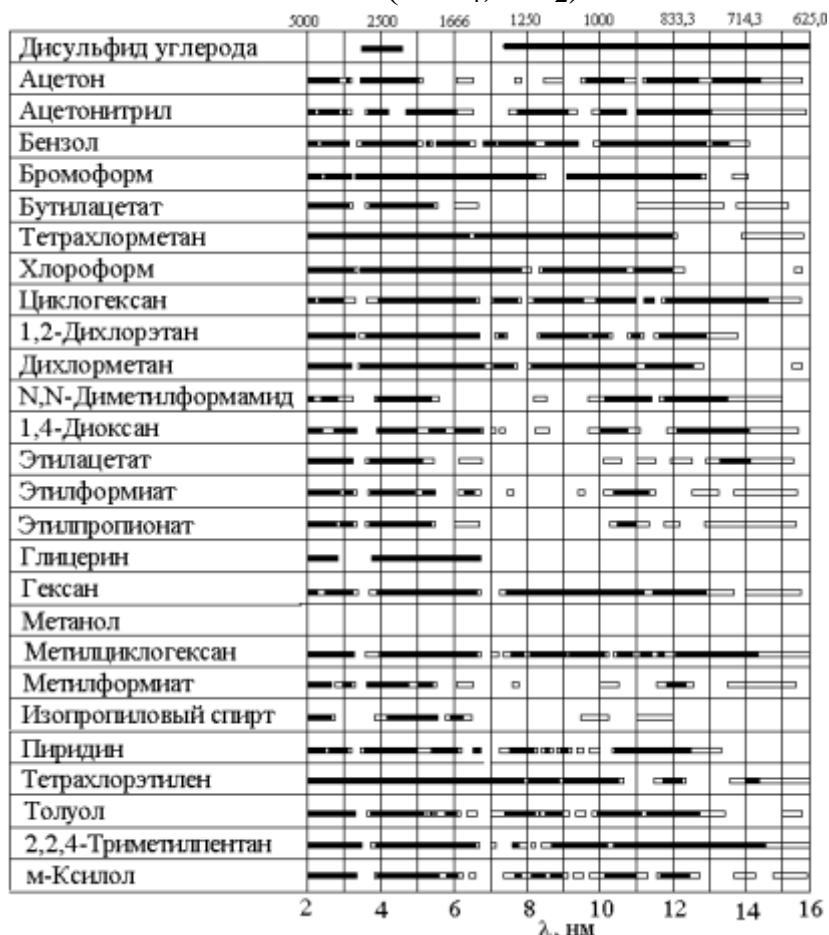 5000 2500 1666 1250 1000 833,3 714,3 625,0
Дисульфид углерода
Ацетон
Ацетонитрил
Бензол
Бромоформ
Бутилацетат
Тетрахлорметан
Хлороформ
Циклогексан
1,2-Дихлорэтан
Дихлорметан
N,N-Диметилформамид
1,4-Диоксан
Этилацетат
Этилформиат
Этилпропионат
Глицерин
Гексан
Метанол
Метилциклогексан
Метилформиат
Изопропиловый спирт
Пиридин
Тетрахлорэтилен
Толуол
2,2,4-Триметилпентан
м-Ксилол
2 4 6 8 10 12 14 16
λ, нм